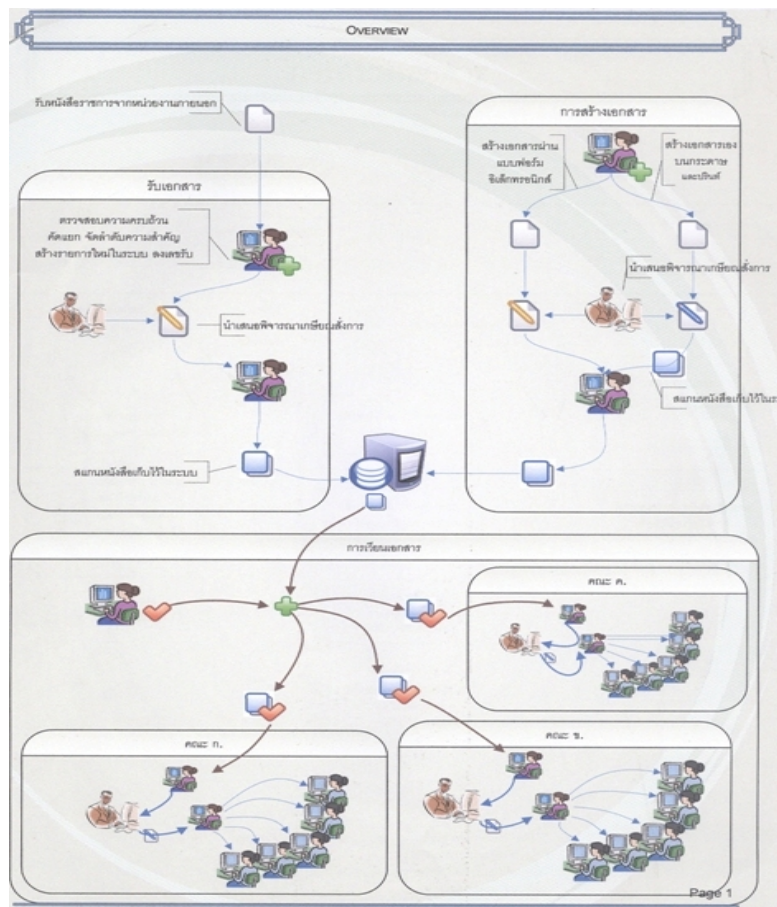 OVERVIEW
รับหนังสือราชการจากหน่วยงานภายนอก
รับเอกสาร
ตรวจสอบความครบถ้วน
คัดแยก จัดลำดับความสำคัญ
สร้างรายการใหม่ในระบบ ลงเลขรับ
นำเสนอพิจารณาเกษียณสั่งการ
สแกนหนังสือเก็บไว้ในระบบ
การสร้างเอกสาร
สร้างเอกสารผ่าน
แบบฟอร์ม
อิเล็กทรอนิกส์
สร้างเอกสารเอง
บนกระดาษ
และปริ้นท์
นำเสนอพิจารณาเกษียณสั่งการ
สแกนหนังสือเก็บไว้ในร
การเวียนเอกสาร
คณะ ค.
คณะ ก.
คณะ ข.
Page 1